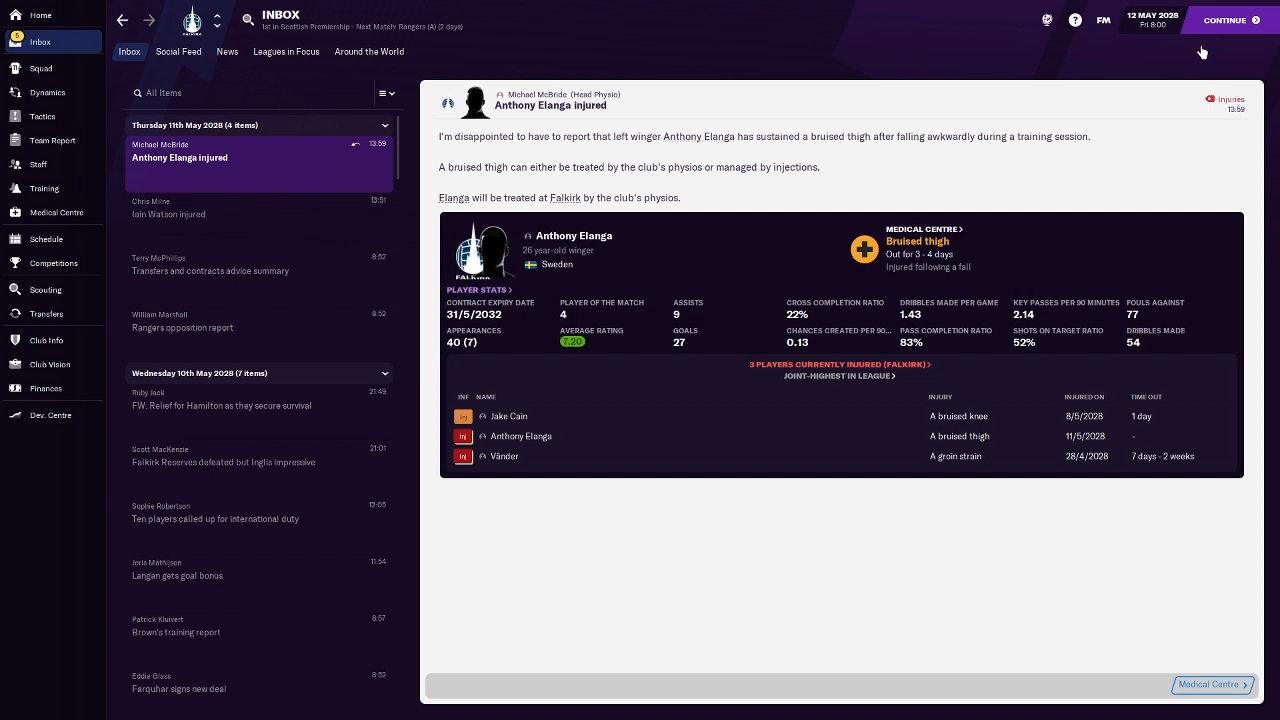 Home
5
Inbox
Squad
Dynamics
Tactics
Team Report
Staff
Training
Medical Centre
Schedule
Competitions
Scouting
Transfers
Club Info
Club Vision
Finances
Dev. Centre
FALKIRK
INBOX
1st in Scottish Premiership - Next Match: Rangers (A) (2 days)
?
FM
12 MAY 2028
Fri 8:00
CONTINUE
Inbox
Social Feed
News
Leagues in Focus
Around the World
All Items
Thursday 11th May 2028 (4 items)
Michael McBride 13:59
Anthony Elanga injured
Chris Milne 13:51
Iain Watson injured
Terry McPhillips 8:52
Transfers and contracts advice summary
William Marshall 8:52
Rangers opposition report
Wednesday 10th May 2028 (7 items)
Ruby Jack 21:49
FW: Relief for Hamilton as they secure survival
Scott MacKenzie 21:01
Falkirk Reserves defeated but Inglis impressive
Sophie Robertson 12:05
Ten players called up for international duty
Joris Mathijsen 11:54
Langan gets goal bonus
Patrick Kluivert 8:57
Brown's training report
Eddie Glass 8:52
Farquhar signs new deal
Michael McBride (Head Physio)
Anthony Elanga injured
Injuries
13:59
I'm disappointed to have to report that left winger Anthony Elanga has sustained a bruised thigh after falling awkwardly during a training session.
A bruised thigh can either be treated by the club's physios or managed by injections.
Elanga will be treated at Falkirk by the club's physios.
FALKIRK
Anthony Elanga
26 year-old winger
Sweden
MEDICAL CENTRE >
Bruised thigh
Out for 3 - 4 days
Injured following a fall
PLAYER STATS >
CONTRACT EXPIRY DATE PLAYER OF THE MATCH ASSISTS CROSS COMPLETION RATIO DRIBBLES MADE PER GAME KEY PASSES PER 90 MINUTES FOULS AGAINST
31/5/2032 4 9 22% 1.43 2.14 77
APPEARANCES AVERAGE RATING GOALS CHANCES CREATED PER 90... PASS COMPLETION RATIO SHOTS ON TARGET RATIO DRIBBLES MADE
40 (7) 7.20 27 0.13 83% 52% 54
3 PLAYERS CURRENTLY INJURED (FALKIRK) >
JOINT-HIGHEST IN LEAGUE >
INF NAME INJURY INJURED ON TIME OUT
Inj Jake Cain A bruised knee 8/5/2028 1 day
Inj Anthony Elanga A bruised thigh 11/5/2028 -
Inj Vânder A groin strain 28/4/2028 7 days - 2 weeks
Medical Centre >